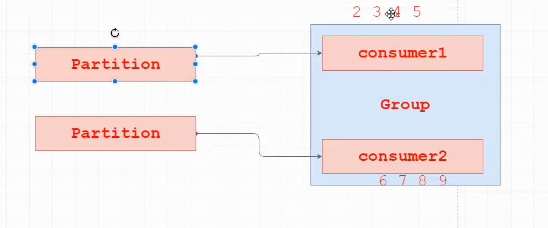 2 3 4 5
Partition
consumer1
Group
Partition
consumer2
6 7 8 9